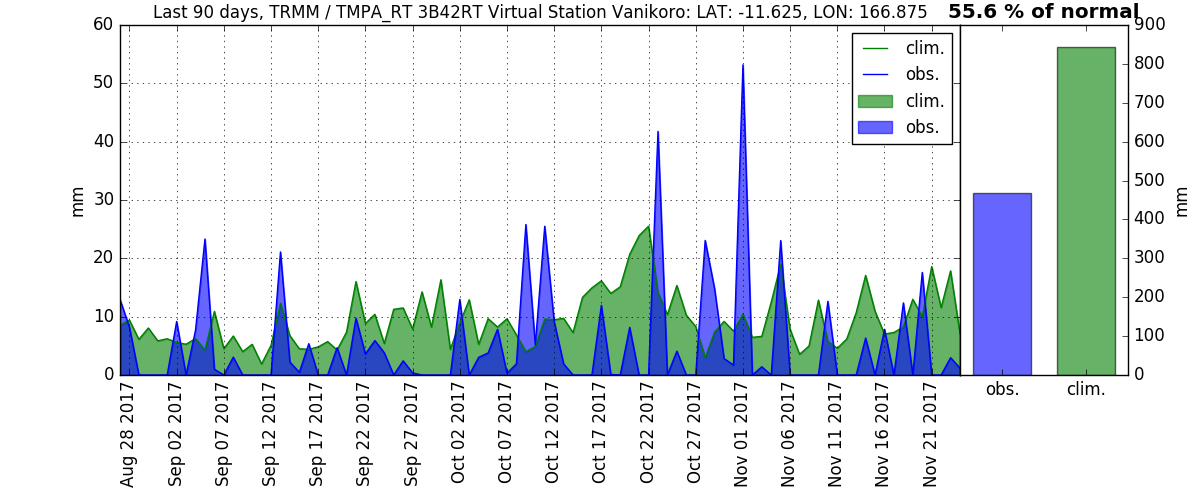 Last 90 days, TRMM / TMPA_RT 3B42RT Virtual Station Vanikoro: LAT: -11.625, LON: 166.875
55.6 % of normal
60
50
40
30
20
10
0
mm
clim.
obs.
clim.
obs.
900
800
700
600
500
400
300
200
100
0
mm
Aug 28 2017
Sep 02 2017
Sep 07 2017
Sep 12 2017
Sep 17 2017
Sep 22 2017
Sep 27 2017
Oct 02 2017
Oct 07 2017
Oct 12 2017
Oct 17 2017
Oct 22 2017
Oct 27 2017
Nov 01 2017
Nov 06 2017
Nov 11 2017
Nov 16 2017
Nov 21 2017
obs.
clim.